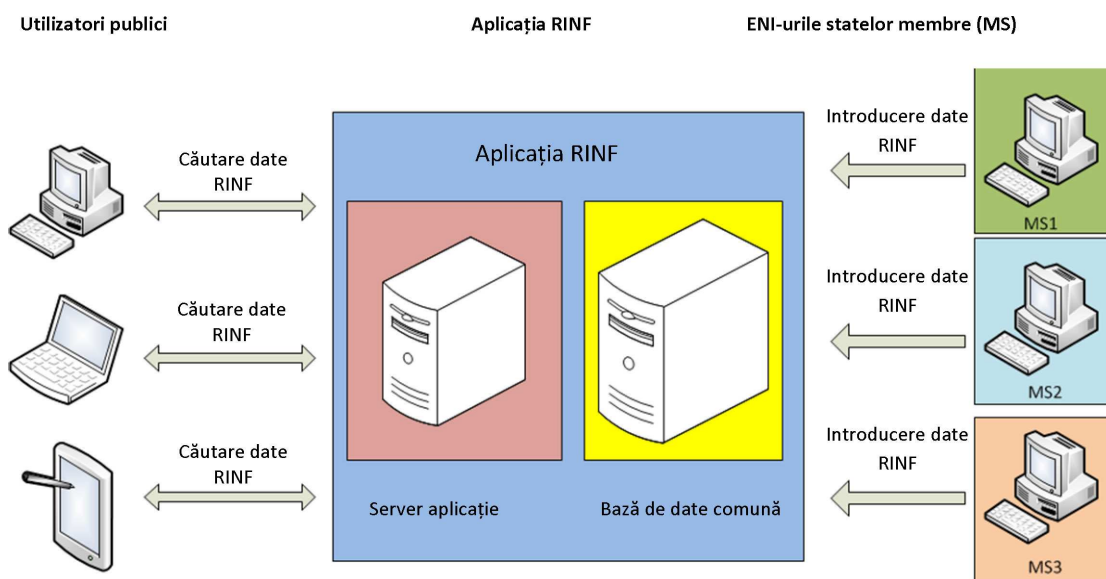 Utilizatori publici
Aplicația RINF
ENI-urile statelor membre (MS)
Căutare date
RINF
Căutare date
RINF
Căutare date
RINF
Aplicația RINF
Server aplicație
Bază de date comună
Introducere date
RINF
MS1
Introducere date
RINF
MS2
Introducere date
RINF
MS3